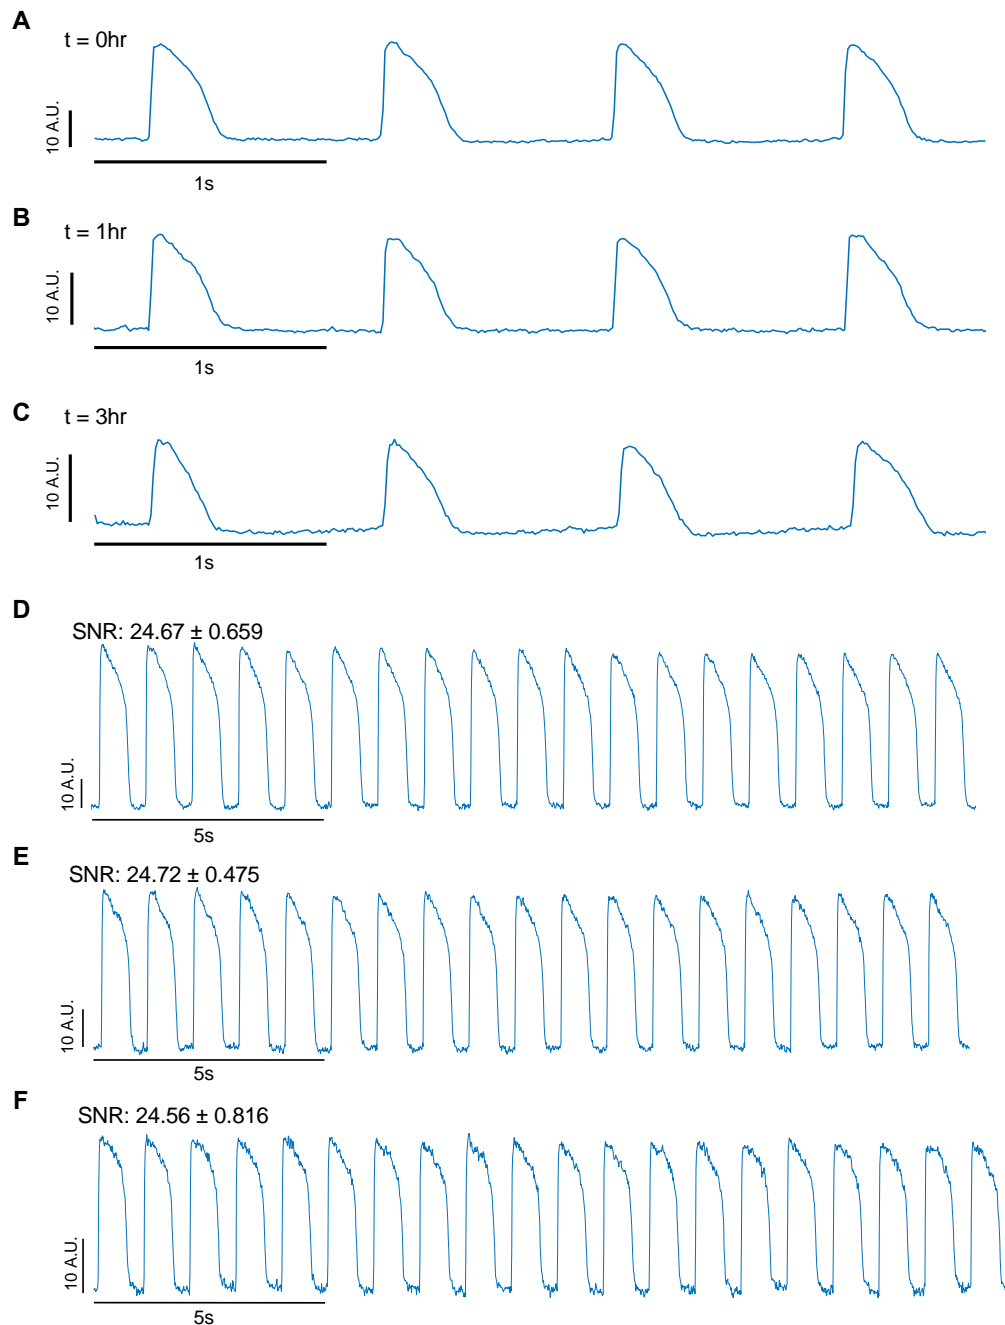 A
t = 0hr
10 A.U.
1s
B
t = 1hr
10 A.U.
1s
C
t = 3hr
10 A.U.
1s
D
SNR: 24.67 ± 0.659
10 A.U.
5s
E
SNR: 24.72 ± 0.475
10 A.U.
5s
F
SNR: 24.56 ± 0.816
10 A.U.
5s